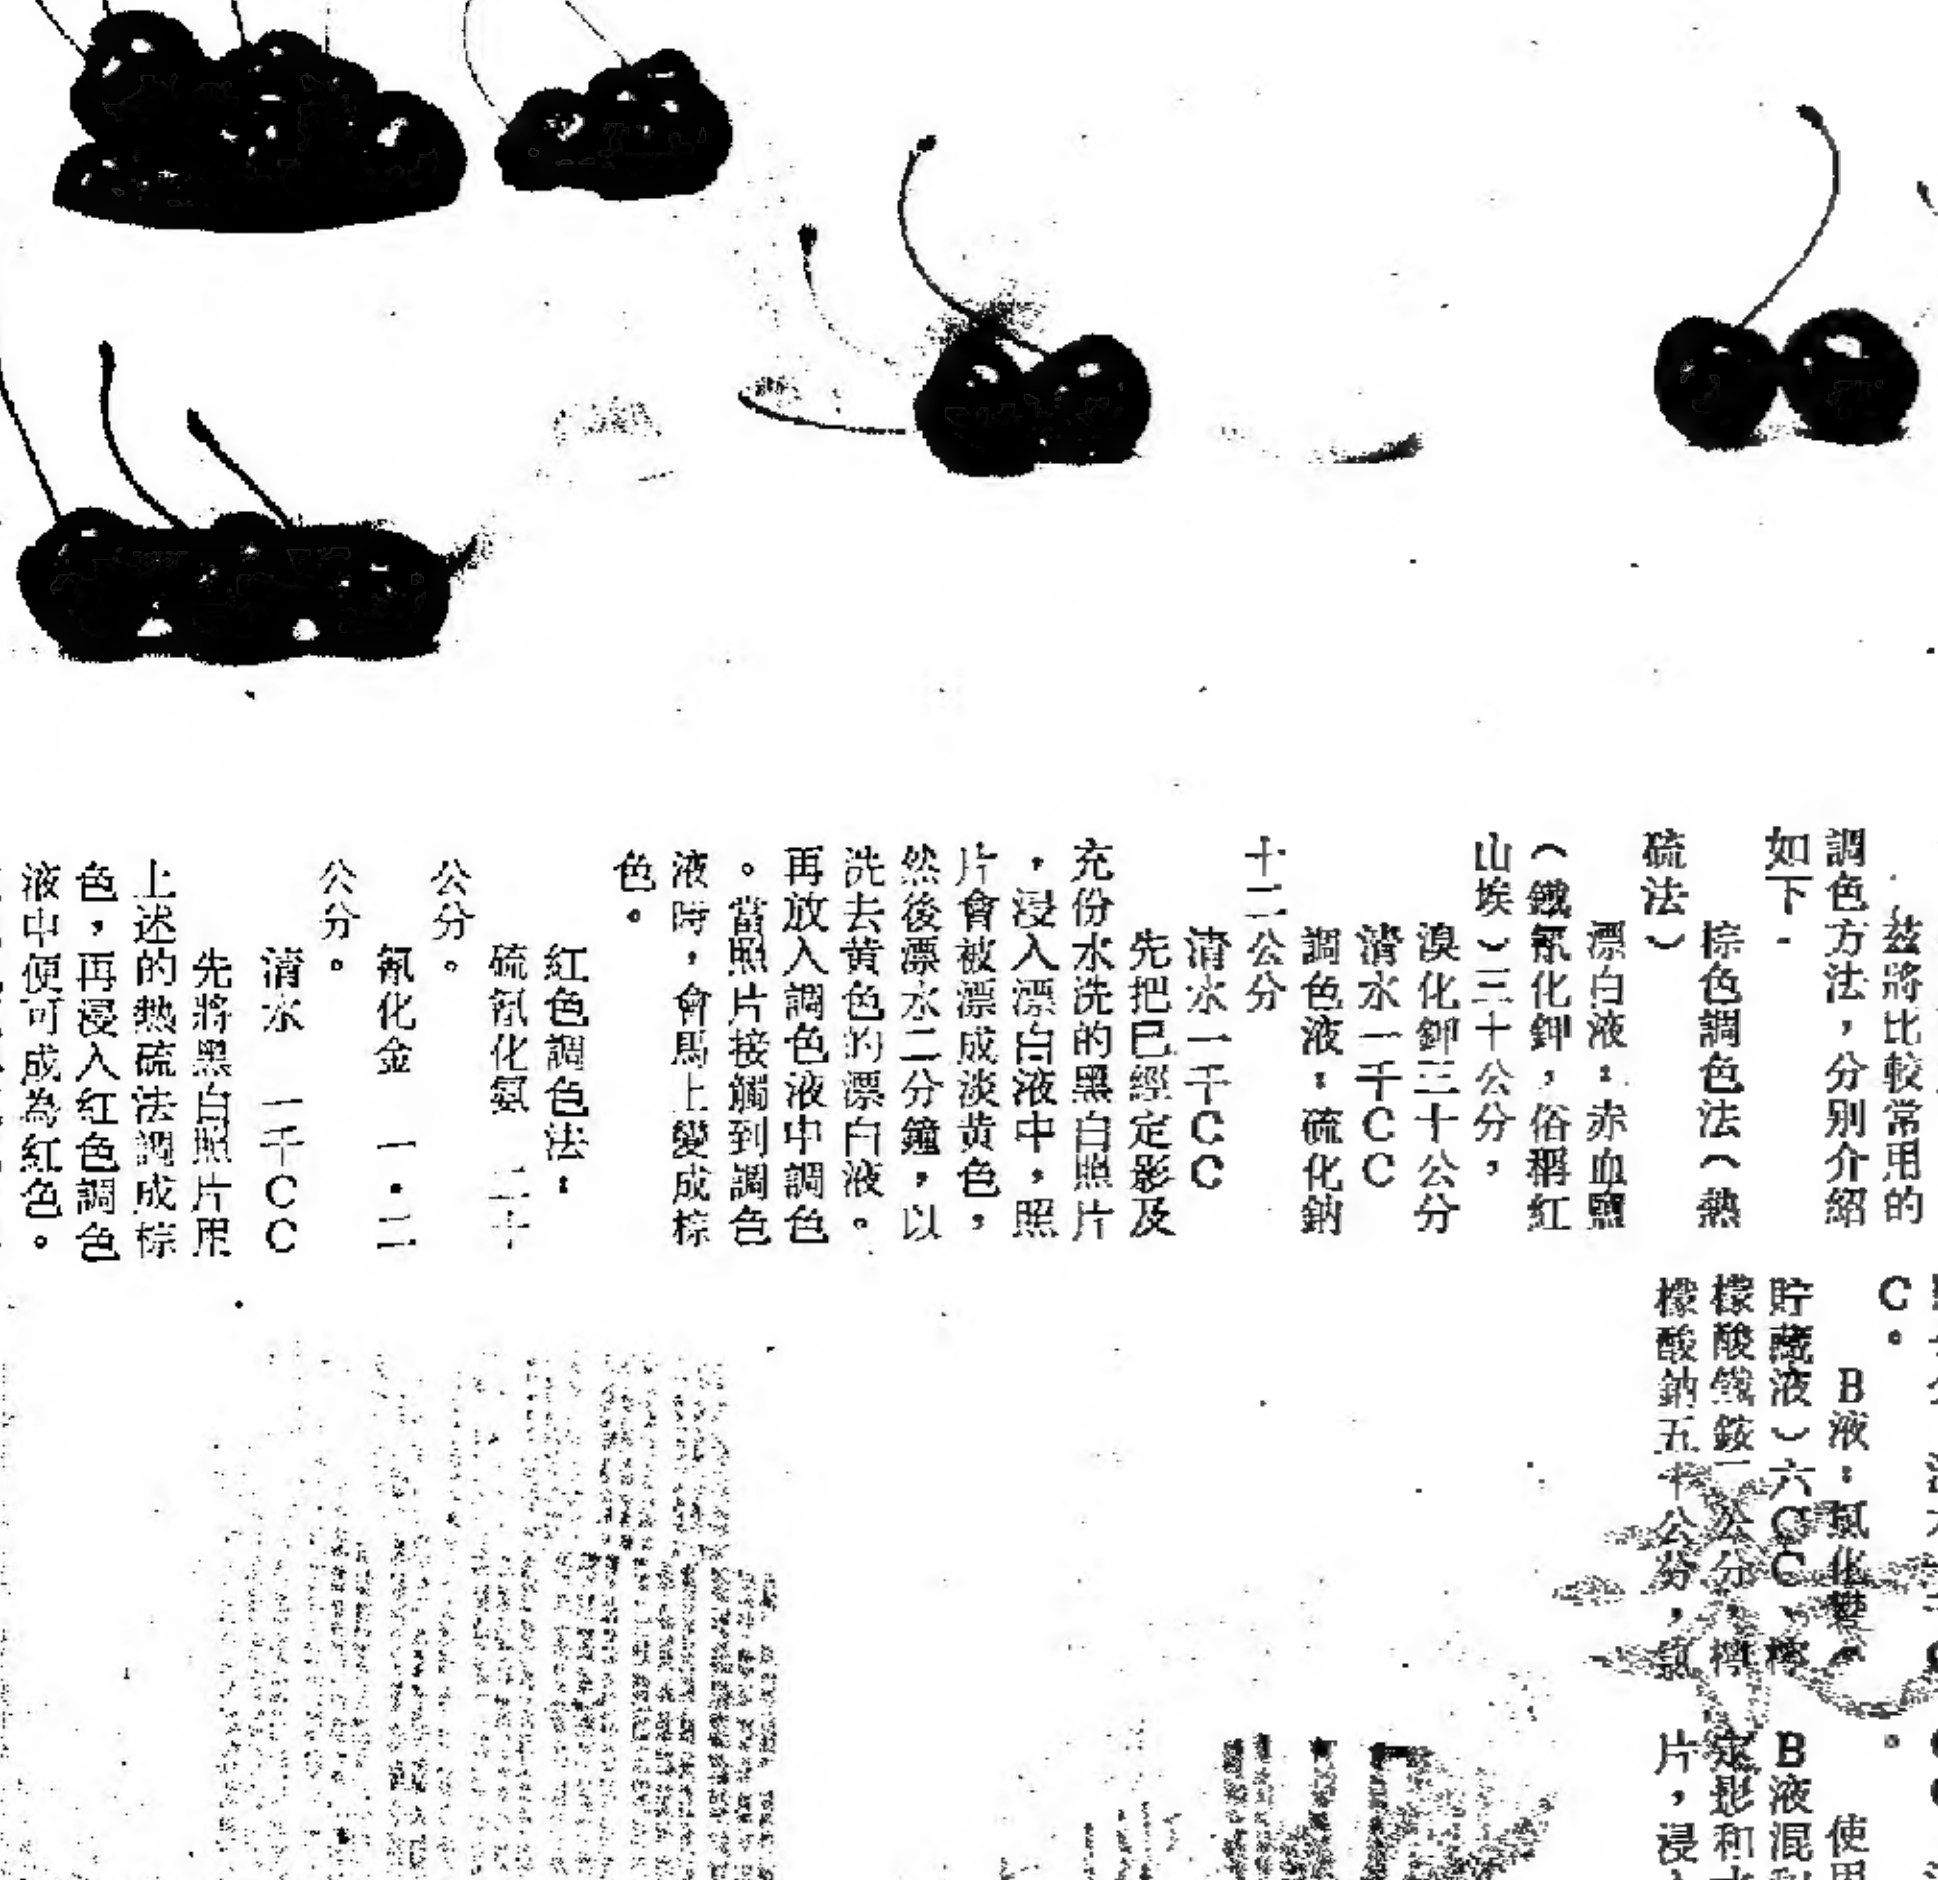 茲將比較常用的
調色方法，分別介紹
如下．
棕色調色法（熱
硫法）
漂白液：赤血鹽
（鐵氰化鉀，俗稱紅
山埃）三十公分，
溴化鉀三十公分
清水一千ＣＣ
調色液：硫化鈉
十二公分
清水一千ＣＣ
先把已經定影及
充份水洗的黑白照片
，浸入漂白液中，照
片會被漂成淡黃色，
然後漂水二分鐘，以
洗去黃色的漂白液。
再放入調色液中調色
。當照片接觸到調色
液時，會馬上變成棕
色。
紅色調色法：
硫氰化氨　二十
公分。
氰化金　一．二
公分。
清水　一千ＣＣ
先將黑白照片用
上述的熱硫法調成棕
色，再浸入紅色調色
液中便可成為紅色。
Ｃ。
Ｂ液：氯化
貯藏液）六ＣＣ、檸
檬酸鐵銨二公分，檸
檬酸鈉五十公分，
。
使用
Ｂ液混和
定影和水
片，浸入